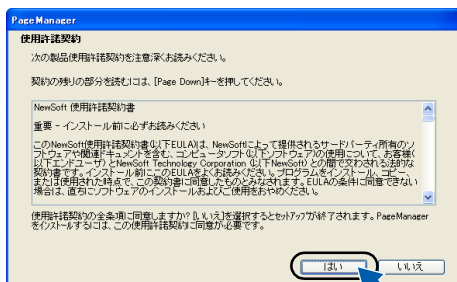 PageManager
使用許諾契約
次の製品使用許諾契約を注意深くお読みください。
契約の残りの部分を読むには、[Page Down]キーを押してください。
NewSoft 使用許諾契約書
重要 - インストール前に必ずお読みください
このNewSoft使用許諾契約書(以下EULA)は、NewSoftによって提供されるサードパーティ所有のソ
フトウェアや関連ドキュメントを含む、コンピュータソフト(以下ソフトウェア)の使用について、お客様(
以下エンドユーザ) とNewSoft Technology Corporation (以下NewSoft) との間で交わされる法的な
契約書です。インストール前にこのEULAをよくお読みください。プログラムをインストール、コピー、
または使用された時点で、この契約書に同意したものとみなされます。EULAの条件に同意できない
場合は、直ちにソフトウェアのインストールおよびご使用をおやめください。
使用許諾契約の全条項に同意しますか? [いいえ]を選択するとセットアップが終了されます。PageManager
をインストールするには、この使用許諾契約に同意が必要です。
はい
いいえ